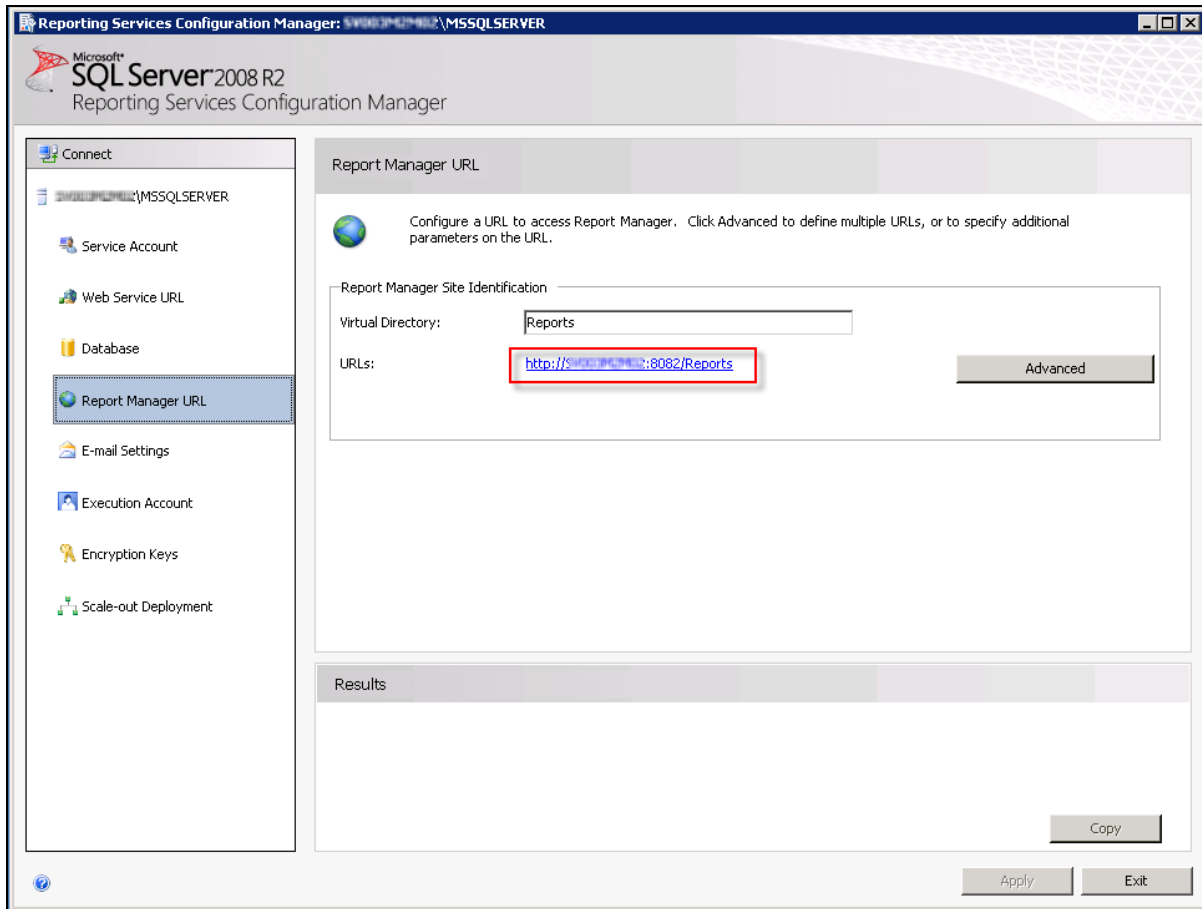 Reporting Services Configuration Manager: \MSSQLSERVER
Microsoft®
SQL Server® 2008 R2
Reporting Services Configuration Manager
Connect
\MSSQLSERVER
Service Account
Web Service URL
Database
Report Manager URL
E-mail Settings
Execution Account
Encryption Keys
Scale-out Deployment
Report Manager URL
Configure a URL to access Report Manager. Click Advanced to define multiple URLs, or to specify additional
parameters on the URL.
Report Manager Site Identification
Virtual Directory:
Reports
URLs:
http:// :8082/Reports
Advanced
Results
Copy
Apply
Exit